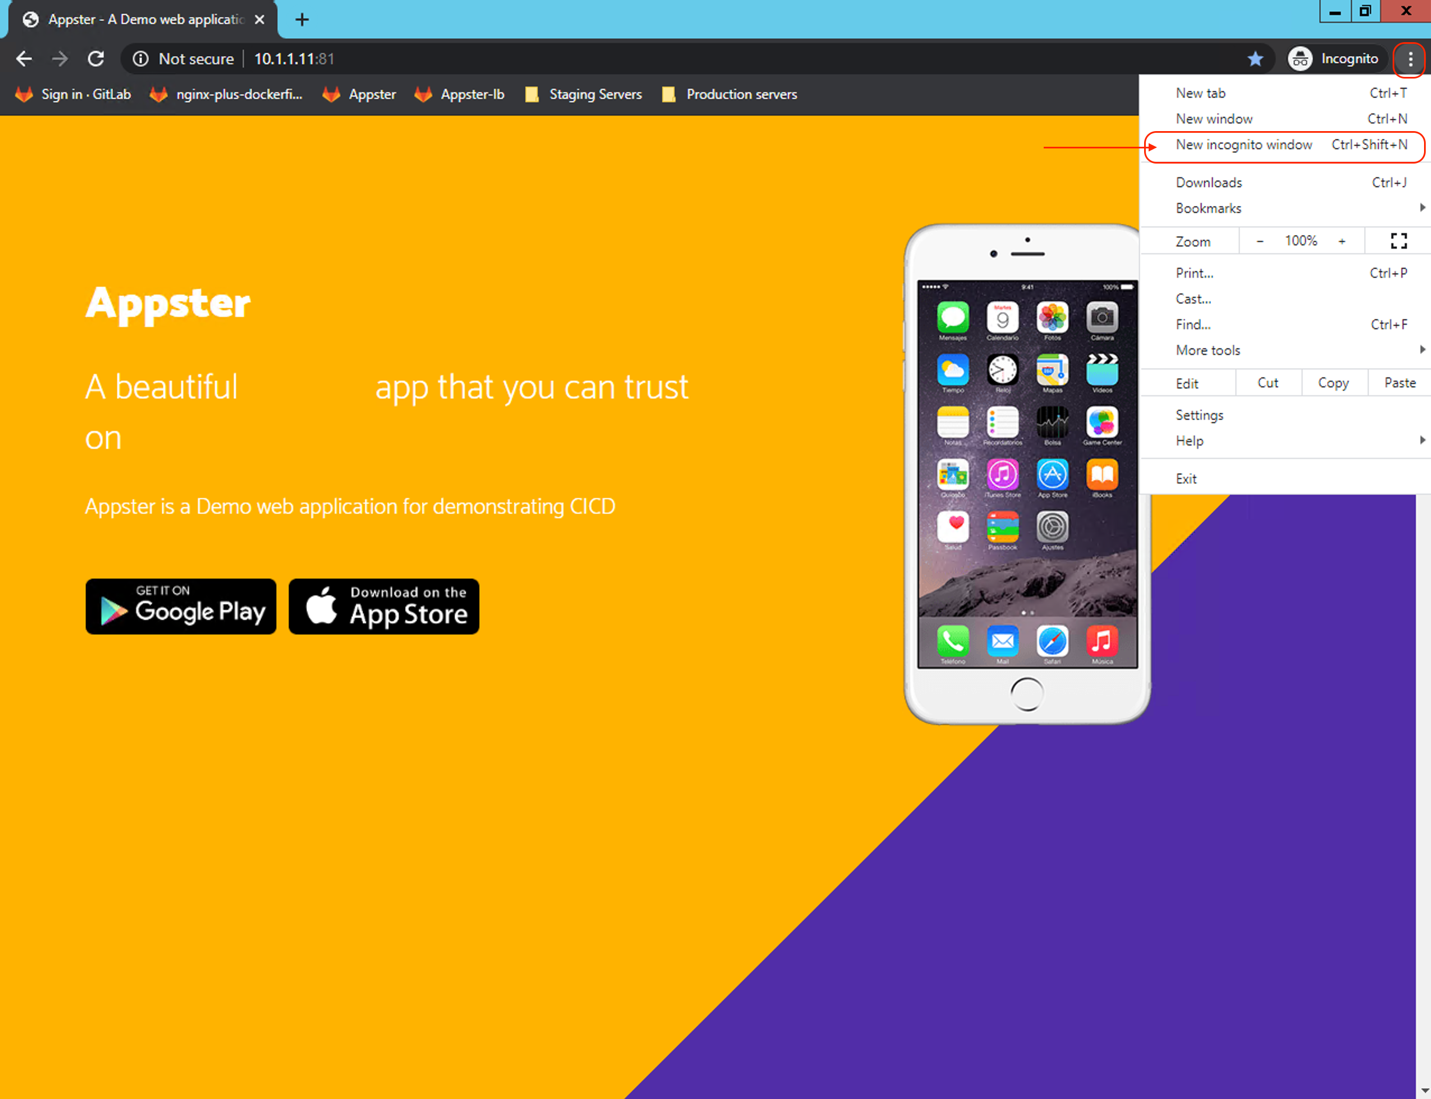 Appster - A Demo web applicatic
Not secure | 10.1.1.11:81
Incognito
Sign in · GitLab
nginx-plus-dockerfi...
Appster
Appster-lb
Staging Servers
Production servers
New tab Ctrl+T
New window Ctrl+N
New incognito window Ctrl+Shift+N
Downloads Ctrl+J
Bookmarks
Zoom - 100% +
Print... Ctrl+P
Cast...
Find... Ctrl+F
More tools
Edit Cut Copy Paste
Settings
Help
Exit
Appster
A beautiful app that you can trust
on
Appster is a Demo web application for demonstrating CICD
GET IT ON
Google Play
Download on the
App Store
9:41 100%
Martes
9
Mensajes Calendario Fotos Cámara
Tiempo Reloj Mapas Videos
Notas Recordatorios Bolsa Game Center
Quiosco iTunes Store App Store iBooks
Salud Passbook Ajustes
Teléfono Mail Safari Música